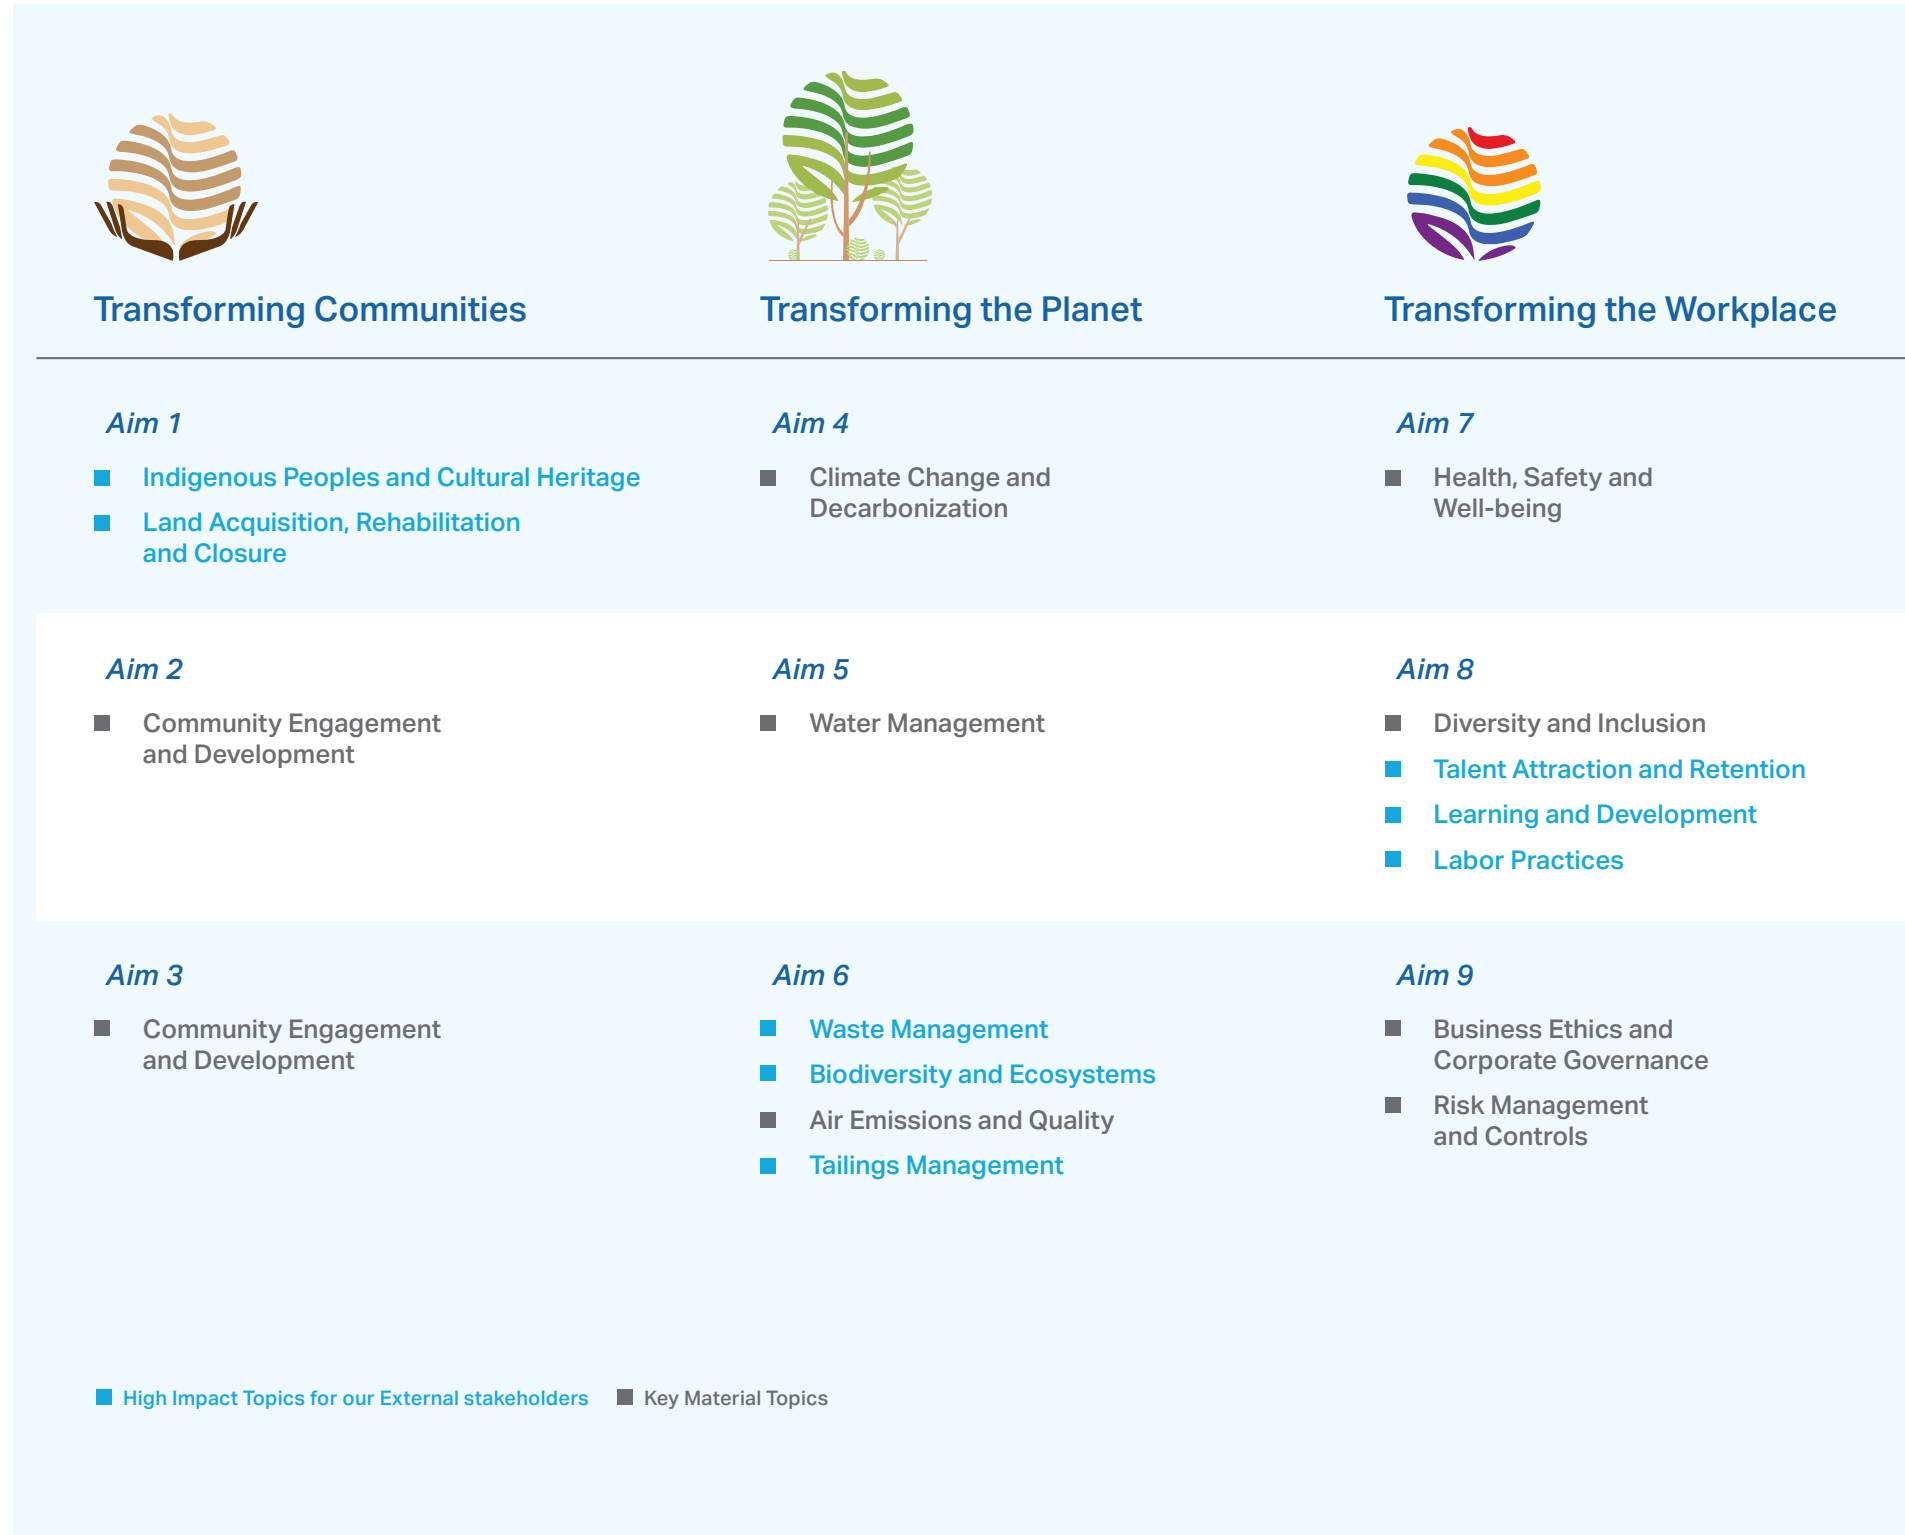 Transforming Communities
Transforming the Planet
Transforming the Workplace
Aim 1
Indigenous Peoples and Cultural Heritage
Land Acquisition, Rehabilitation
and Closure
Aim 4
Climate Change and
Decarbonization
Aim 7
Health, Safety and
Well-being
Aim 2
Community Engagement
and Development
Aim 5
Water Management
Aim 8
Diversity and Inclusion
Talent Attraction and Retention
Learning and Development
Labor Practices
Aim 3
Community Engagement
and Development
Aim 6
Waste Management
Biodiversity and Ecosystems
Air Emissions and Quality
Tailings Management
Aim 9
Business Ethics and
Corporate Governance
Risk Management
and Controls
High Impact Topics for our External stakeholders
Key Material Topics